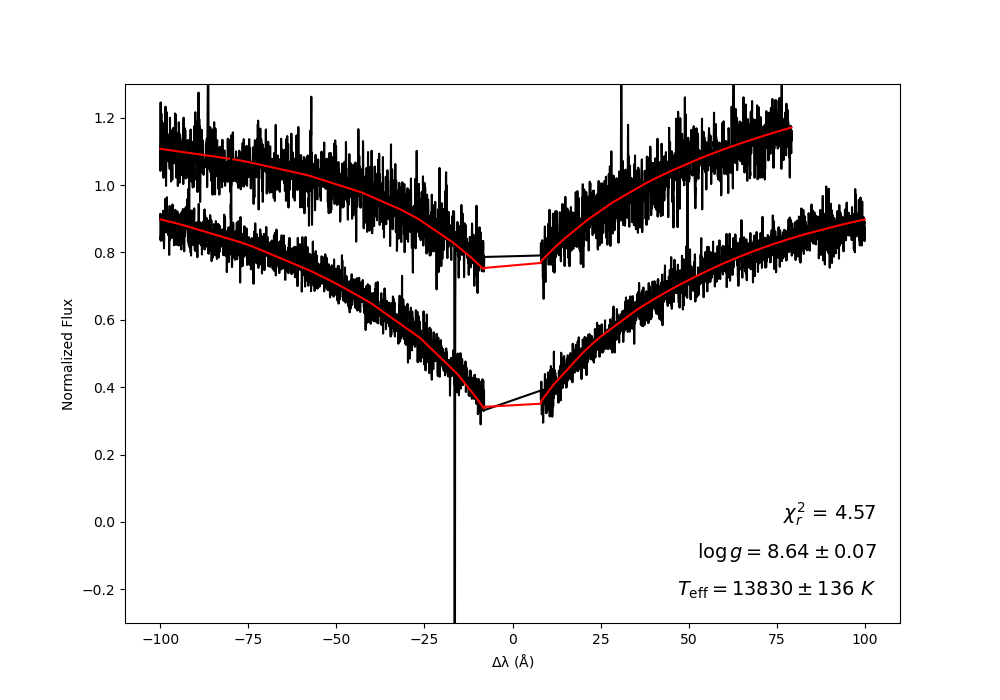 1.2
1.0
0.8
0.6
0.4
0.2
0.0
−0.2
Normalized Flux
χ²ᵣ = 4.57
log g = 8.64 ± 0.07
T_eff = 13830 ± 136 K
−100 −75 −50 −25 0 25 50 75 100
Δλ (Å)